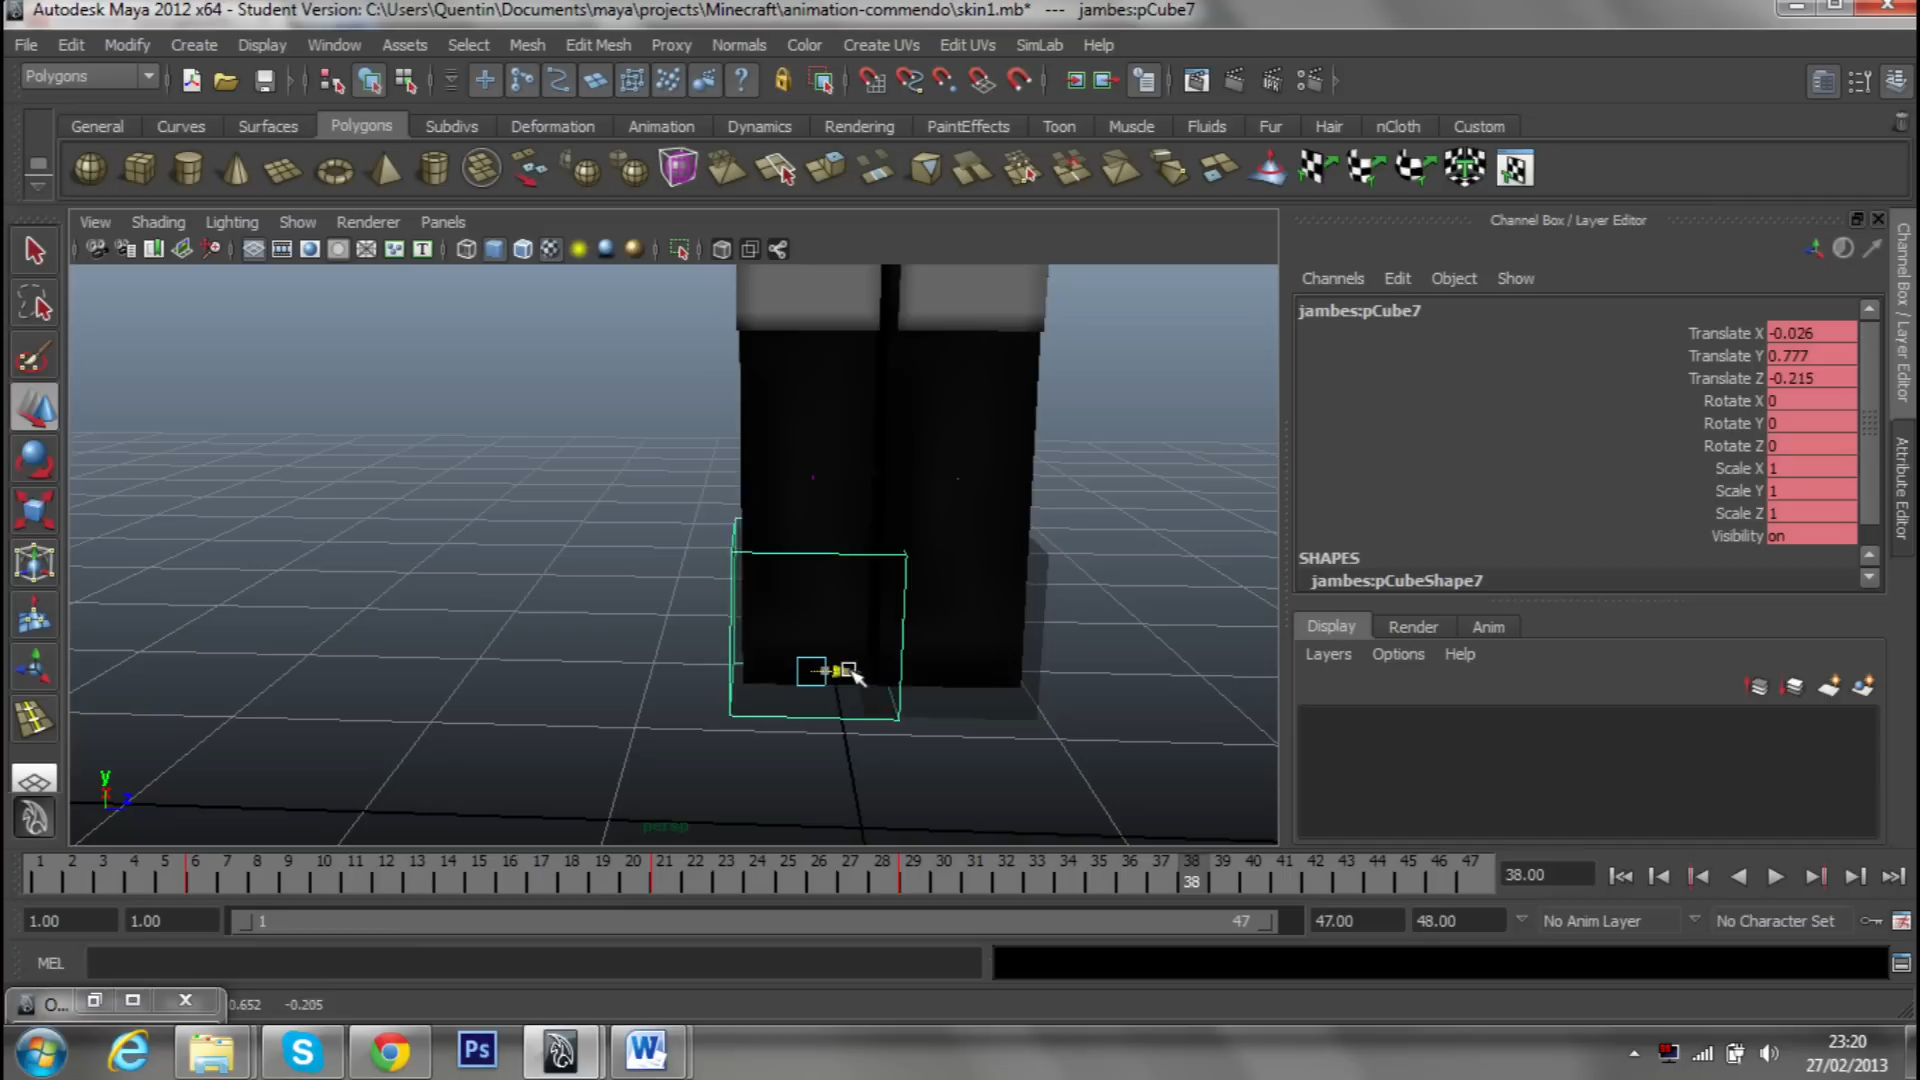 Autodesk Maya 2012 x64 - Student Version: C:\Users\Quentin\Documents\maya\projects\Minecraft\animation-commendo\skin1.mb* --- jambes:pCube7
File Edit Modify Create Display Window Assets Select Mesh Edit Mesh Proxy Normals Color Create UVs Edit UVs SimLab Help
Polygons
General Curves Surfaces Polygons Subdivs Deformation Animation Dynamics Rendering PaintEffects Toon Muscle Fluids Fur Hair nCloth Custom
View Shading Lighting Show Renderer Panels
Channel Box / Layer Editor
Channels Edit Object Show
jambes:pCube7
Translate X -0.026
Translate Y 0.777
Translate Z -0.215
Rotate X 0
Rotate Y 0
Rotate Z 0
Scale X 1
Scale Y 1
Scale Z 1
Visibility on
SHAPES
jambes:pCubeShape7
Channel Box / Layer Editor
Attribute Editor
Display Render Anim
Layers Options Help
y
z
persp
1 2 3 4 5 6 7 8 9 10 11 12 13 14 15 16 17 18 19 20 21 22 23 24 25 26 27 28 29 30 31 32 33 34 35 36 37 38 39 40 41 42 43 44 45 46 47
38
38.00
1.00 1.00 1 47 47.00 48.00 No Anim Layer No Character Set
MEL
O... 0.652 -0.205
Ps
23:20
27/02/2013